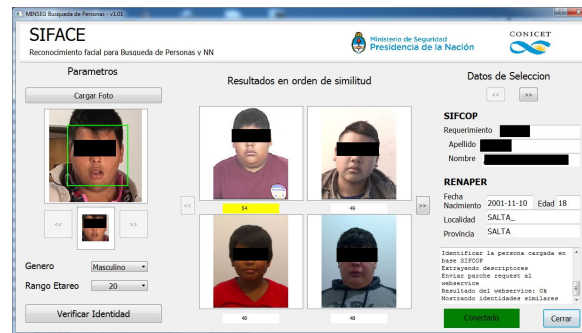 MINSEG Busqueda de Personas - v1.01
SIFACE
Reconocimiento facial para Busqueda de Personas y NN
Ministerio de Seguridad
Presidencia de la Nación
CONICET
Parametros
Cargar Foto
<<
>>
Genero
Masculino
Rango Etareo
20
Verificar Identidad
Resultados en orden de similitud
<<
54
49
>>
48
48
Datos de Seleccion
<<
>>
SIFCOP
Requerimiento
Apellido
Nombre
RENAPER
Fecha
Nacimiento
2001-11-10
Edad
18
Localidad
SALTA_
Provincia
SALTA
Identificar la persona cargada en
base SIFCOP
Extrayendo descriptores
Enviar parche request al
webservice
Resultado del webservice: Ok
Mostrando identidades similares
Conectado
Cerrar